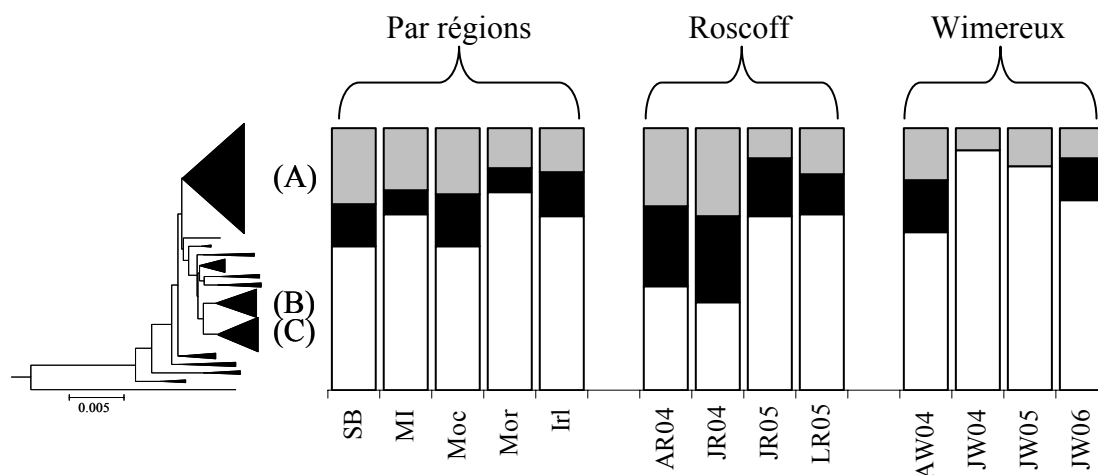 Par régions Roscoff Wimereux
(A)
(B)
(C)
0.005
SB MI Moc Mor Irl AR04 JR04 JR05 LR05 AW04 JW04 JW05 JW06